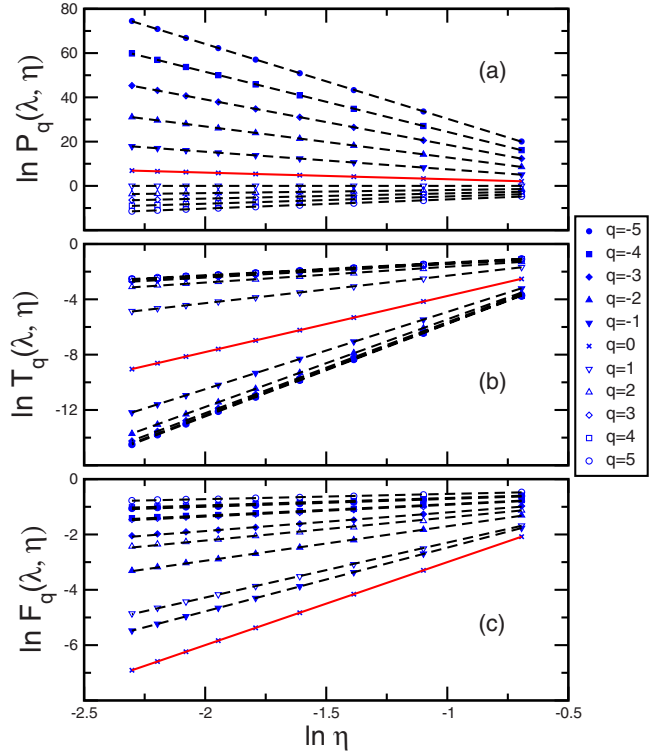 80
60
40
20
0
ln P_q(λ, η)
(a)
0
-4
-8
-12
ln T_q(λ, η)
(b)
0
-2
-4
-6
ln F_q(λ, η)
(c)
-2.5
-2
-1.5
-1
-0.5
ln η
q=-5
q=-4
q=-3
q=-2
q=-1
q=0
q=1
q=2
q=3
q=4
q=5